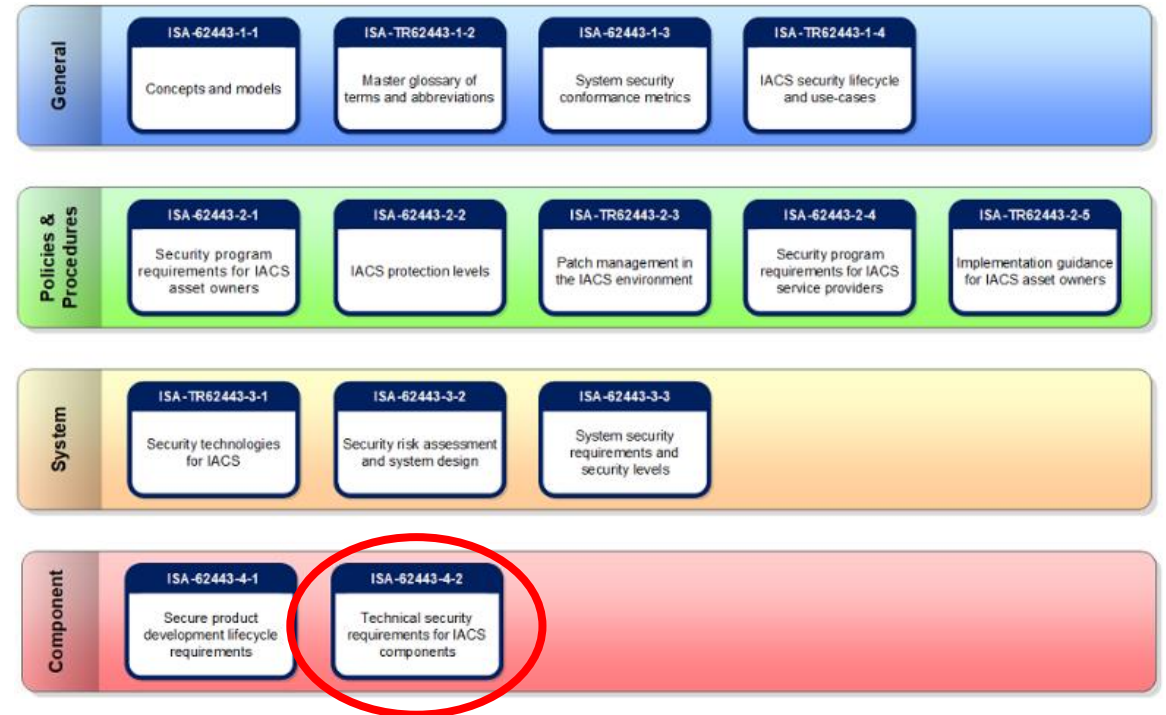 General
ISA-62443-1-1
Concepts and models
ISA-TR62443-1-2
Master glossary of
terms and abbreviations
ISA-62443-1-3
System security
conformance metrics
ISA-TR62443-1-4
IACS security lifecycle
and use-cases
Policies &
Procedures
ISA-62443-2-1
Security program
requirements for IACS
asset owners
ISA-62443-2-2
IACS protection levels
ISA-TR62443-2-3
Patch management in
the IACS environment
ISA-62443-2-4
Security program
requirements for IACS
service providers
ISA-TR62443-2-5
Implementation guidance
for IACS asset owners
System
ISA-TR62443-3-1
Security technologies
for IACS
ISA-62443-3-2
Security risk assessment
and system design
ISA-62443-3-3
System security
requirements and
security levels
Component
ISA-62443-4-1
Secure product
development lifecycle
requirements
ISA-62443-4-2
Technical security
requirements for IACS
components